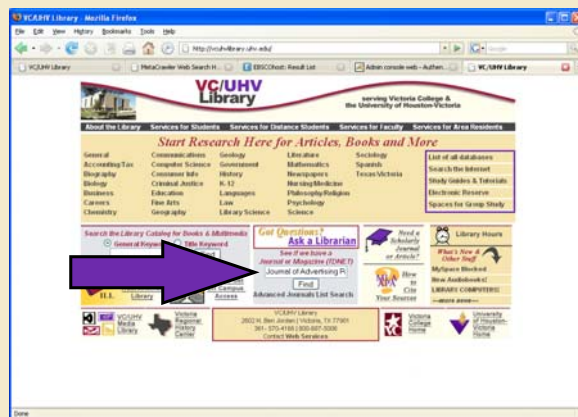 VC/UHV Library - Mozilla Firefox
File Edit View History Bookmarks Tools Help
http://vcuhvlibrary.uhv.edu/
VC/UHV Library MetaCrawler Web Search H... EBSCOhost: Result List Admin console web - Authen... VC/UHV Library
VC/UHV
Library
serving Victoria College &
the University of Houston-Victoria
About the Library Services for Students Services for Distance Students Services for Faculty Services for Area Residents
Start Research Here for Articles, Books and More
General Communications Geology Literature Sociology List of all databases
Accounting/Tax Computer Science Government Mathematics Spanish Search the Internet
Biography Consumer Info History Newspapers Texas/Victoria Study Guides & Tutorials
Biology Criminal Justice K-12 Nursing/Medicine Electronic Reserve
Business Education Languages Philosophy/Religion Spaces for Group Study
Careers Fine Arts Law Psychology
Chemistry Geography Library Science Science
Search the Library Catalog for Books & Multimedia
General Keyword Title Keyword
Got Questions?
Ask a Librarian
See if we have a
Journal or Magazine (TDNET)
Journal of Advertising R
Find
Advanced Journals List Search
Need a
Scholarly
Journal
or Article?
MLA
APA
How
to
Cite
Your Sources
Library Hours
What's New &
Other Stuff
MySpace Blocked
New Audiobooks!
LIBRARY COMPUTERS!
---more news---
ILL
Library
Campus
Access
VC/UHV
Media
Library
Victoria
Regional
History
Center
VC/UHV Library
2602 N. Ben Jordan | Victoria, TX 77901
Contact Web Services
Victoria
College
Home
University
of Houston-
Victoria
Home
Done